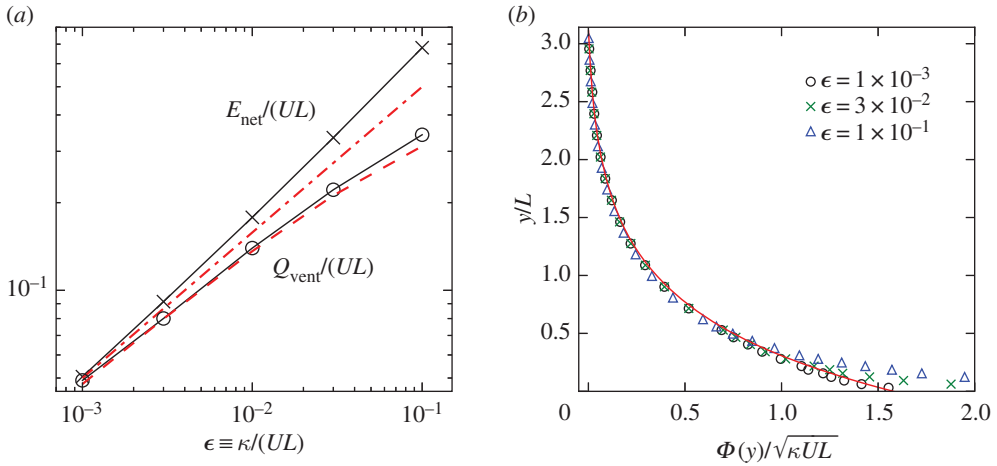 (a)
E_net/(UL)
Q_vent/(UL)
10^−1
10^−3
10^−2
10^−1
ϵ ≡ κ/(UL)
(b)
3.0
2.5
2.0
1.5
1.0
0.5
y/L
ϵ = 1 × 10^−3
ϵ = 3 × 10^−2
ϵ = 1 × 10^−1
0
0.5
1.0
1.5
2.0
Φ(y)/√κUL